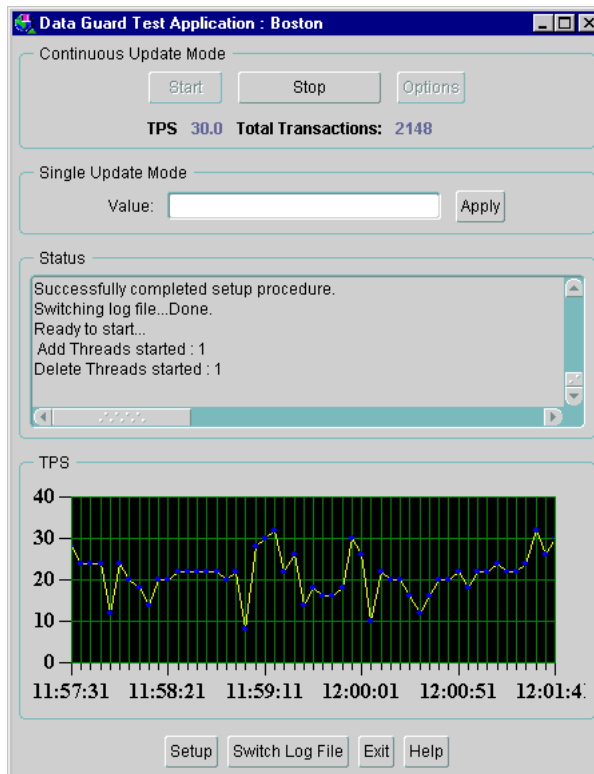 Data Guard Test Application : Boston
Continuous Update Mode
Start Stop Options
TPS 30.0 Total Transactions: 2148
Single Update Mode
Value: Apply
Status
Successfully completed setup procedure.
Switching log file...Done.
Ready to start...
Add Threads started : 1
Delete Threads started : 1
TPS
40
30
20
10
0
11:57:31 11:58:21 11:59:11 12:00:01 12:00:51 12:01:4
Setup Switch Log File Exit Help